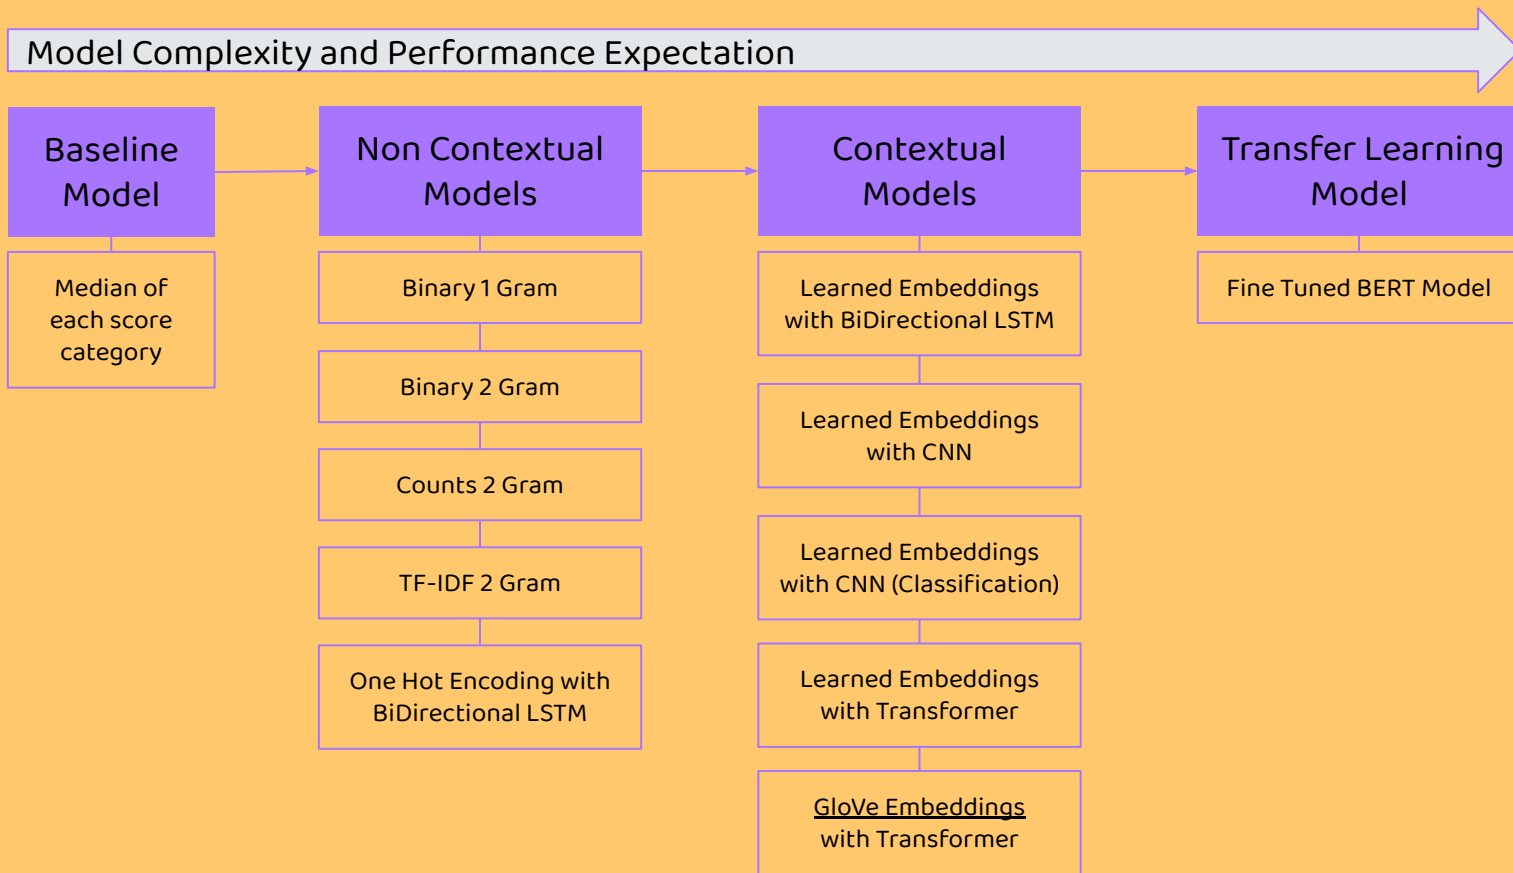 Model Complexity and Performance Expectation
Baseline
Model
Median of
each score
category
Non Contextual
Models
Binary 1 Gram
Binary 2 Gram
Counts 2 Gram
TF-IDF 2 Gram
One Hot Encoding with
BiDirectional LSTM
Contextual
Models
Learned Embeddings
with BiDirectional LSTM
Learned Embeddings
with CNN
Learned Embeddings
with CNN (Classification)
Learned Embeddings
with Transformer
GloVe Embeddings
with Transformer
Transfer Learning
Model
Fine Tuned BERT Model